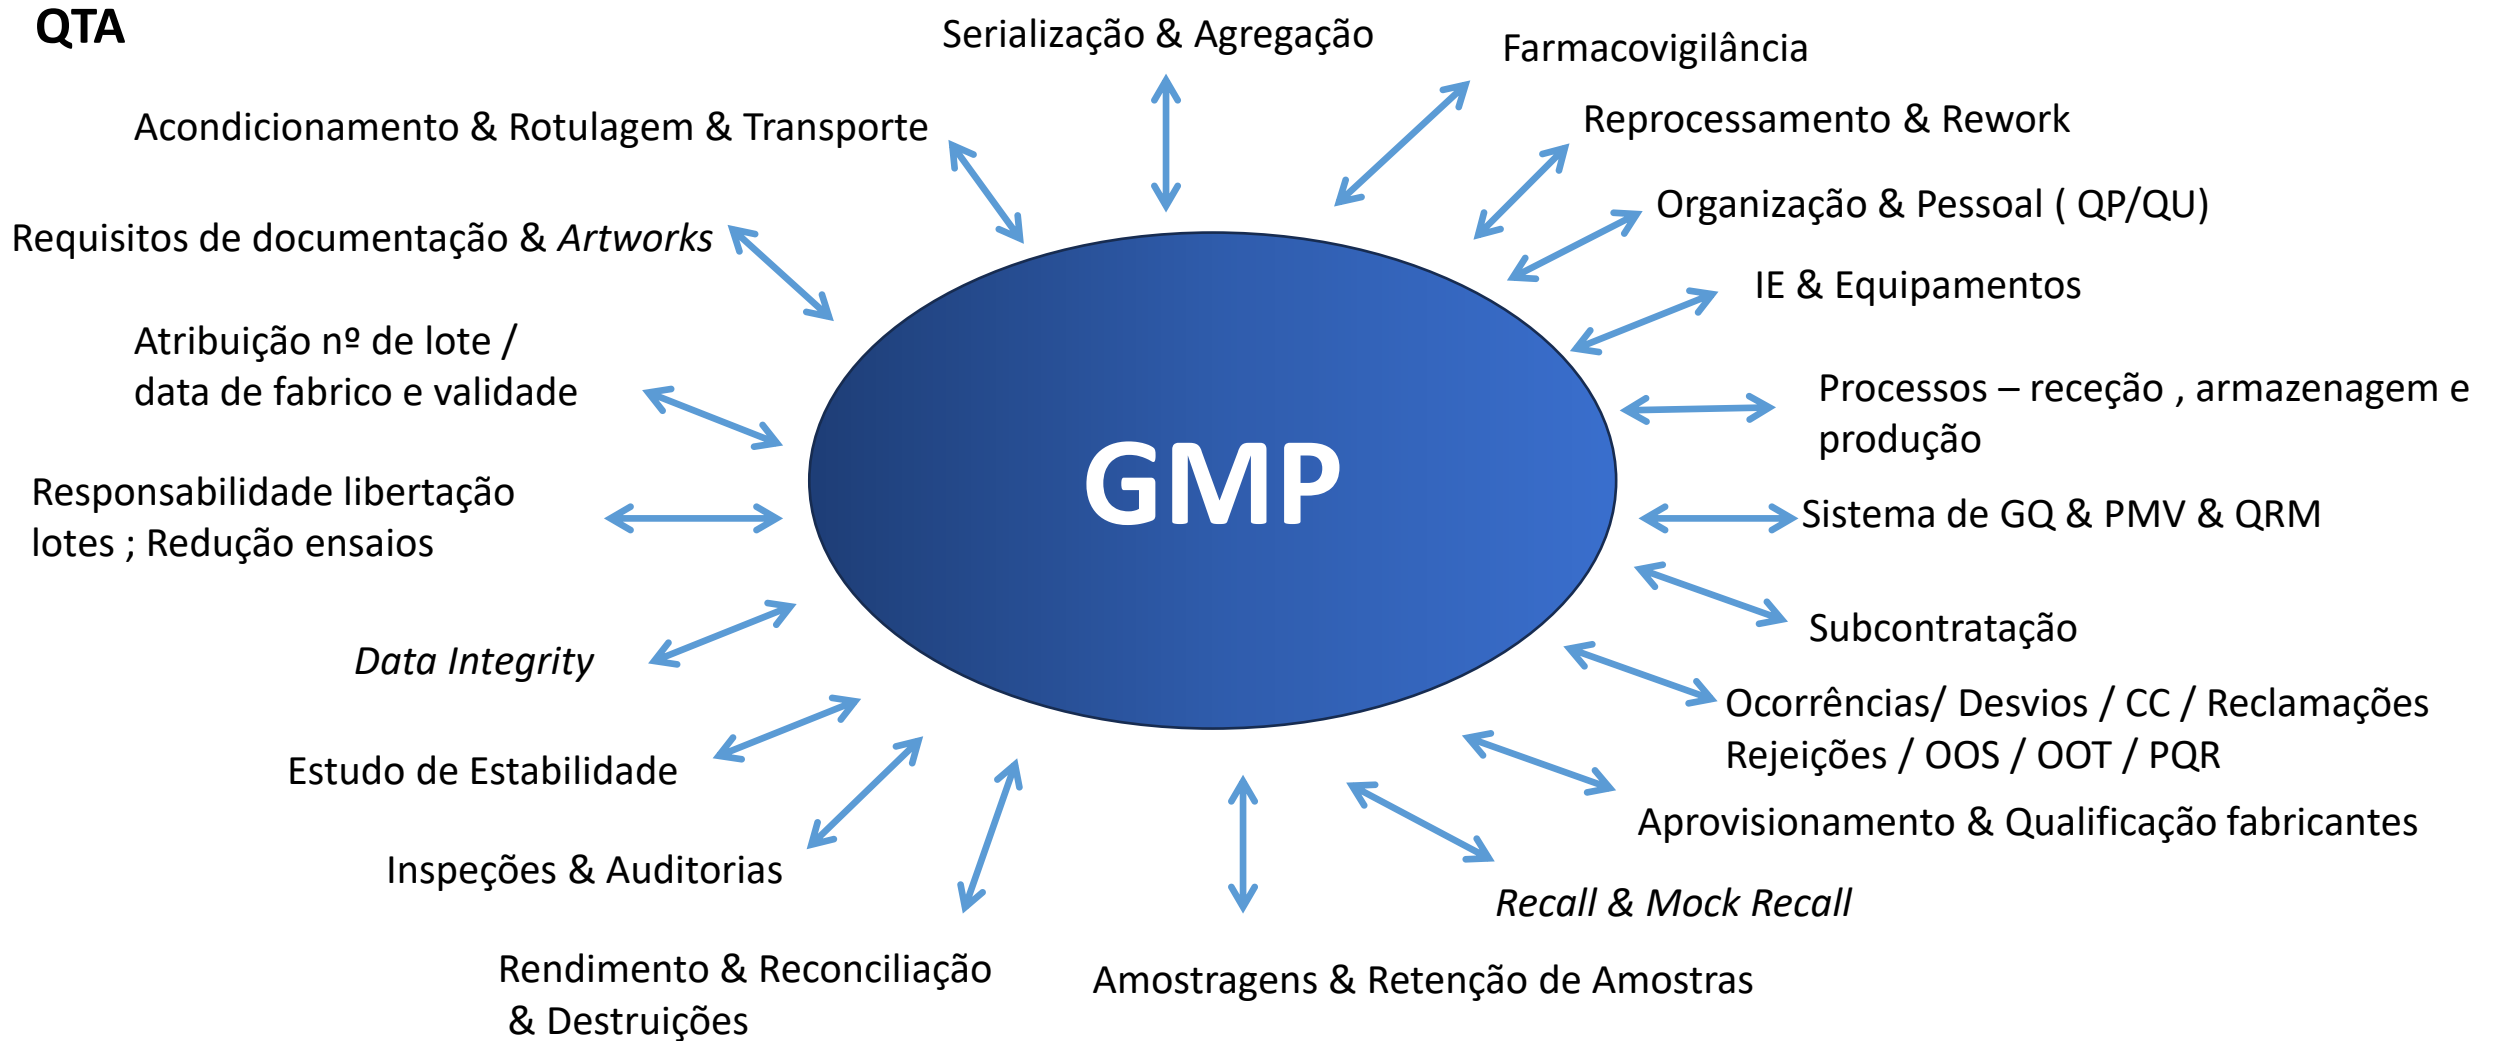 QTA
Serialização & Agregação
Farmacovigilância
Acondicionamento & Rotulagem & Transporte
Reprocessamento & Rework
Requisitos de documentação & Artworks
Organização & Pessoal ( QP/QU)
IE & Equipamentos
Atribuição nº de lote /
data de fabrico e validade
Processos – receção , armazenagem e
produção
GMP
Responsabilidade libertação
lotes ; Redução ensaios
Sistema de GQ & PMV & QRM
Subcontratação
Data Integrity
Ocorrências/ Desvios / CC / Reclamações
Rejeições / OOS / OOT / PQR
Estudo de Estabilidade
Aprovisionamento & Qualificação fabricantes
Inspeções & Auditorias
Recall & Mock Recall
Rendimento & Reconciliação
& Destruições
Amostragens & Retenção de Amostras